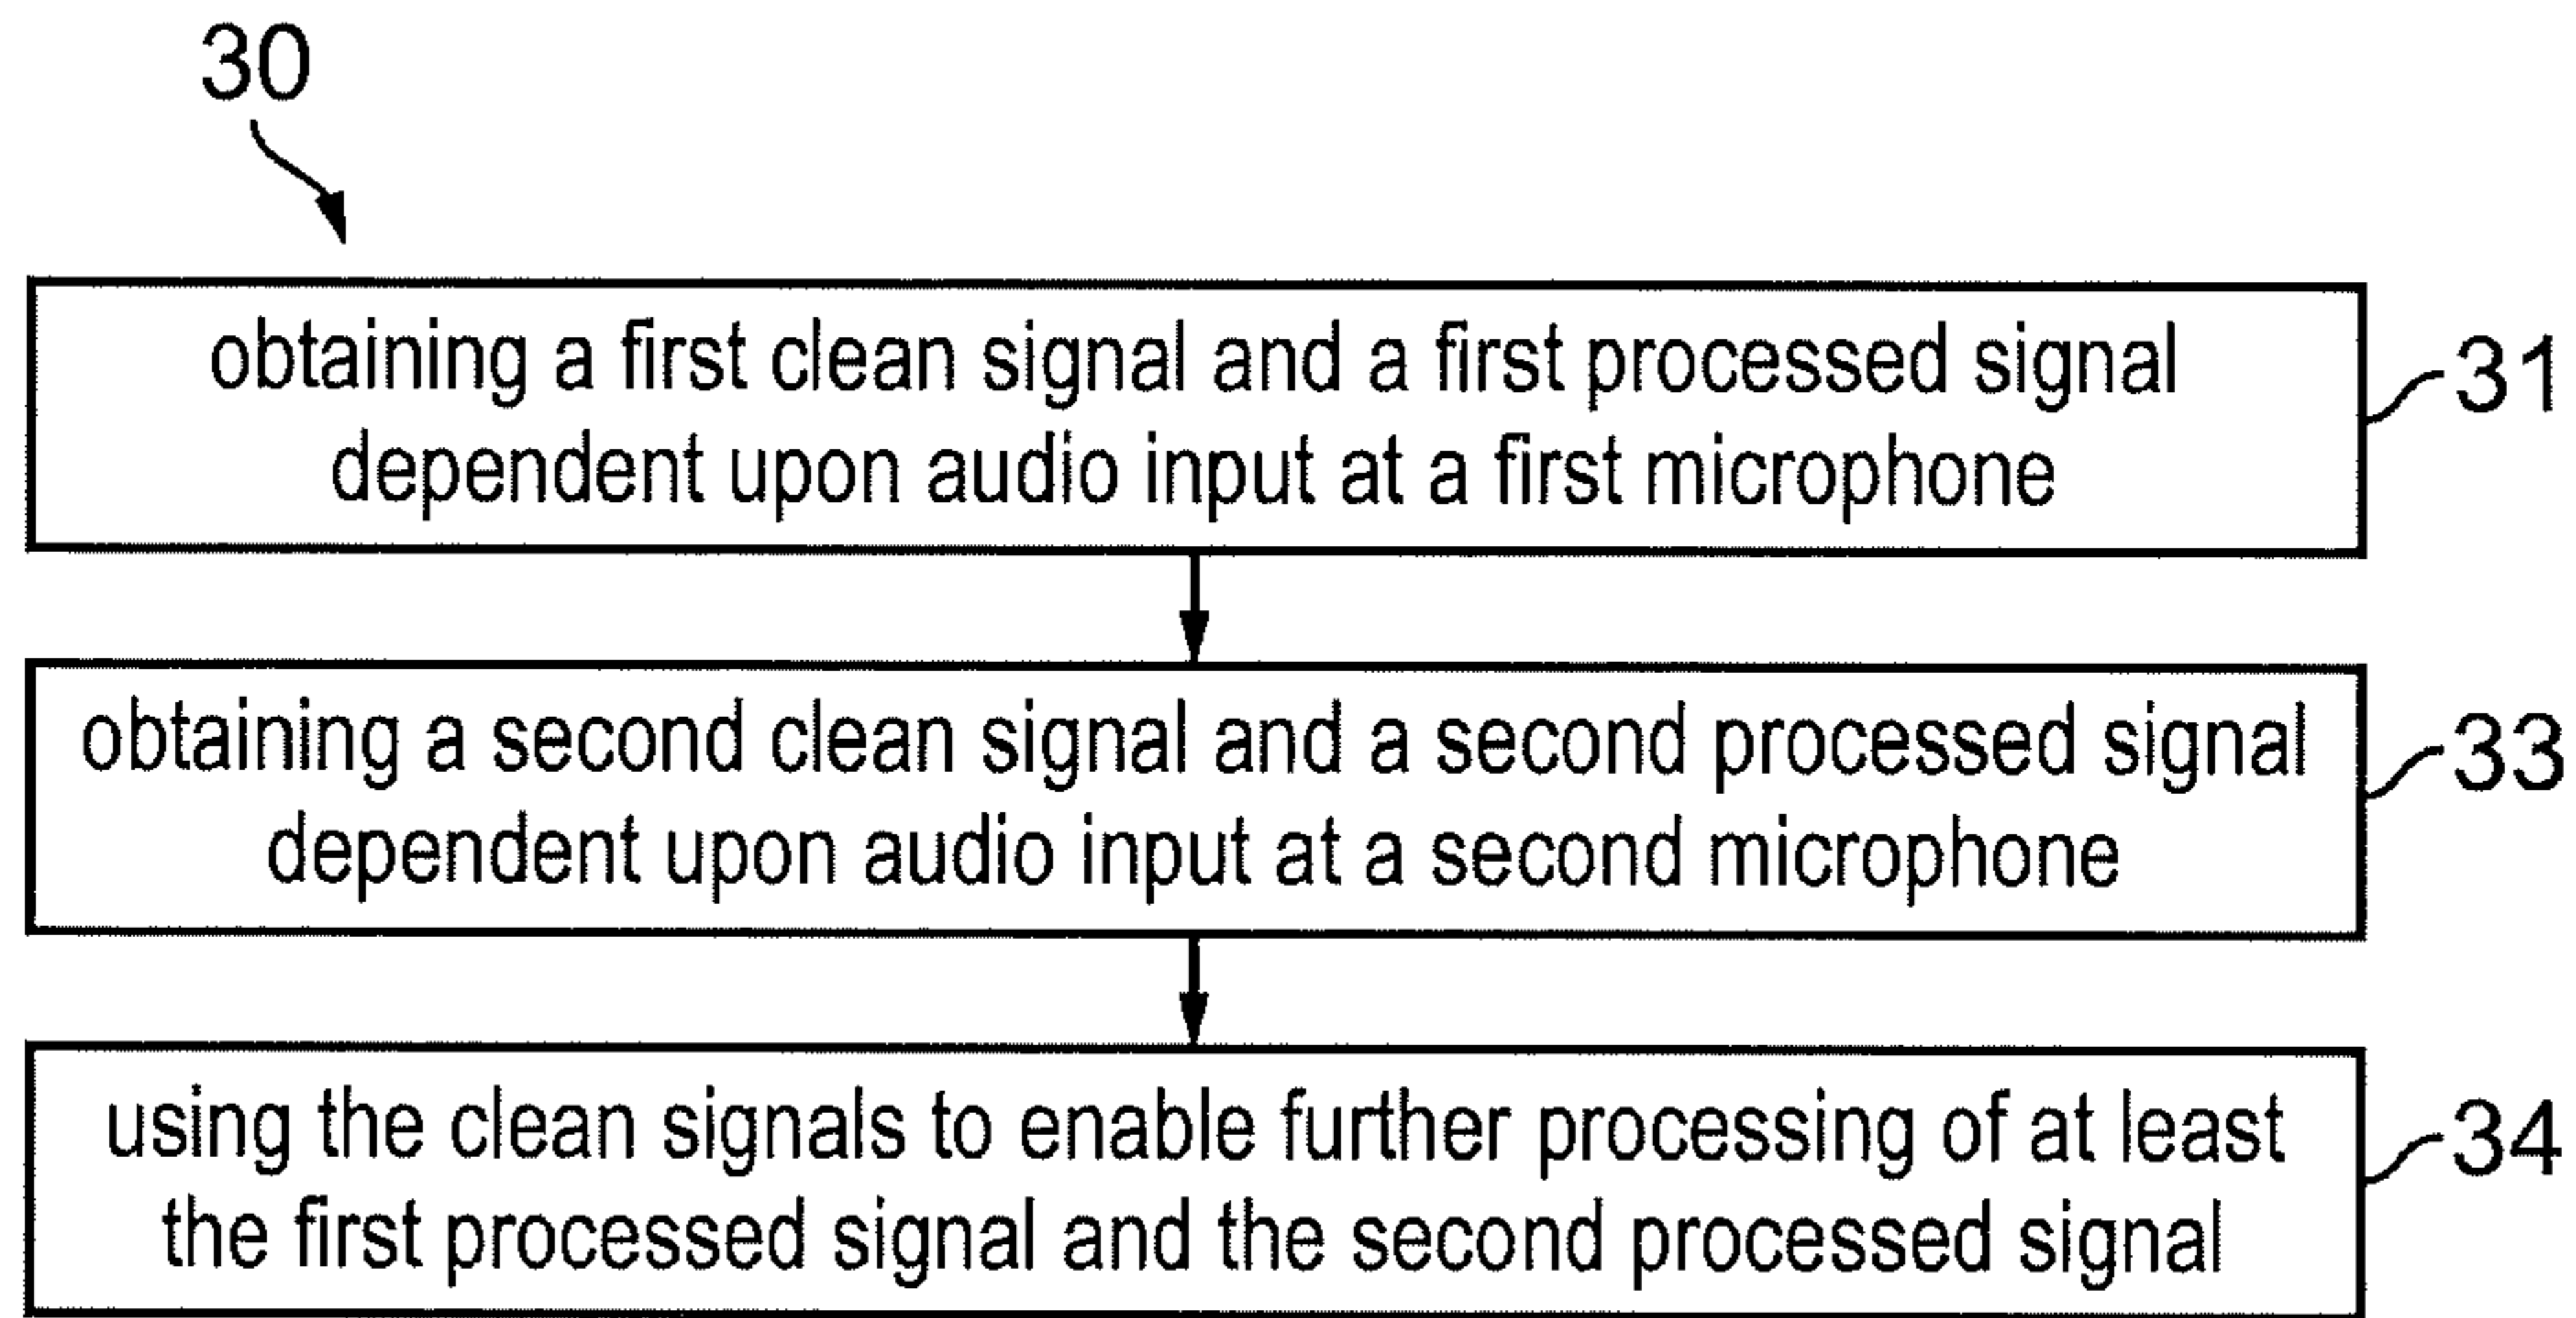 30
obtaining a first clean signal and a first processed signal
dependent upon audio input at a first microphone
31
obtaining a second clean signal and a second processed signal
dependent upon audio input at a second microphone
33
using the clean signals to enable further processing of at least
the first processed signal and the second processed signal
34